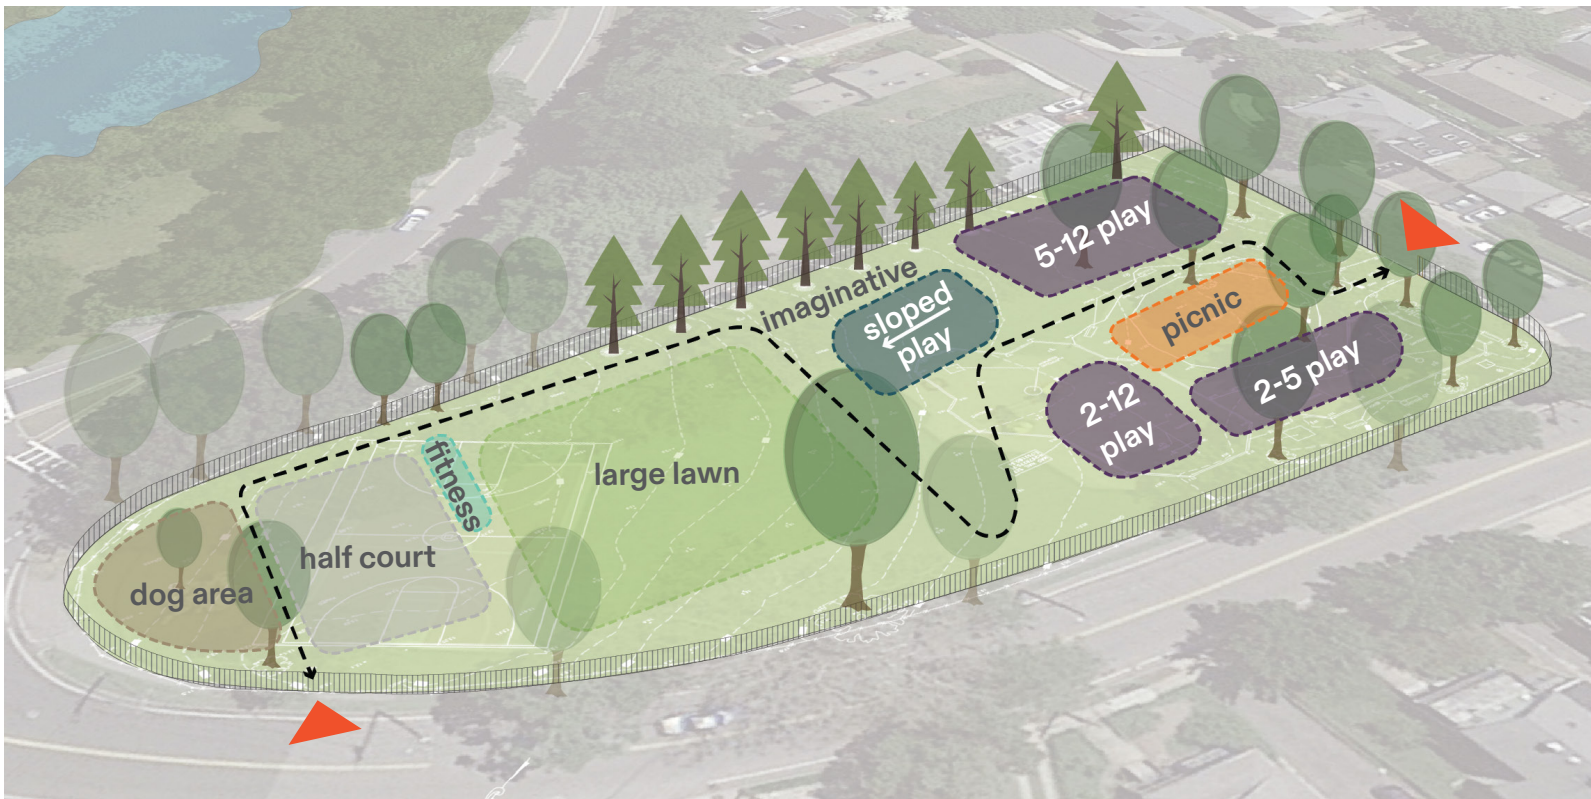 5-12 play
imaginative
sloped
play
picnic
2-5 play
2-12
play
fitness
large lawn
half court
dog area